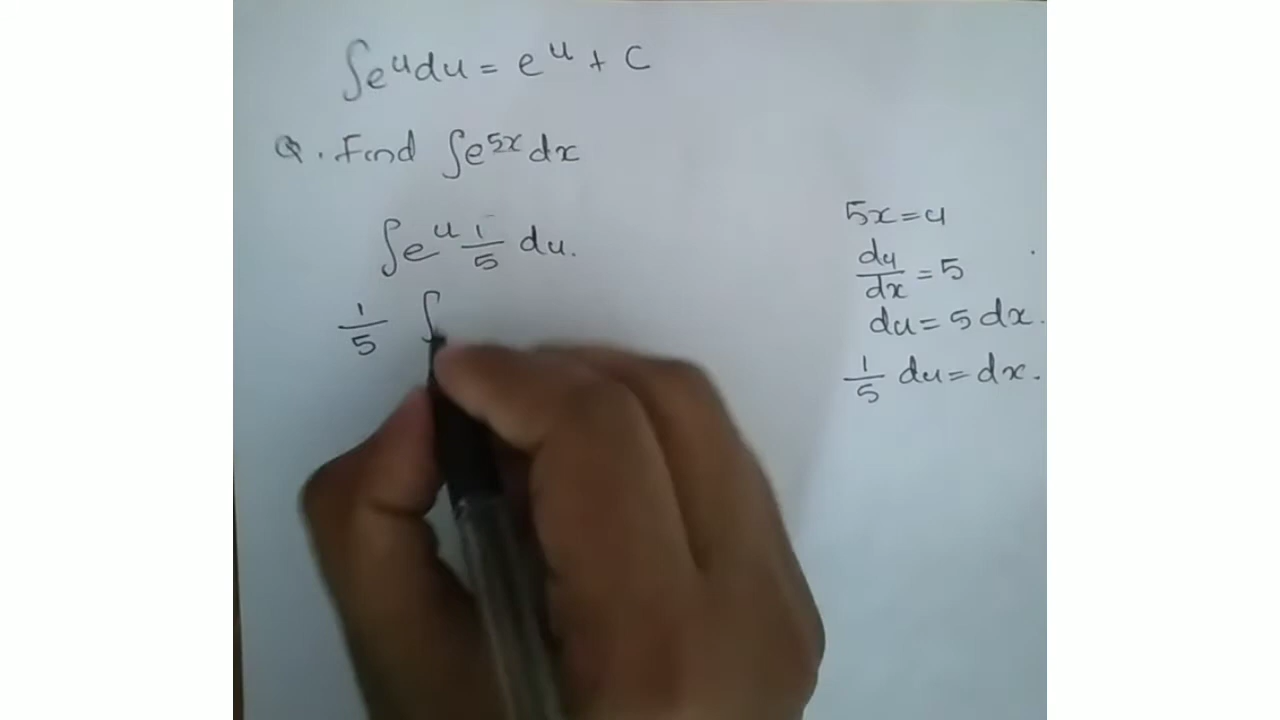 ∫e^u du = e^u + C
Q. Find ∫e^5x dx
∫e^u 1/5 du.
1/5 ∫
5x = u
du/dx = 5
du = 5 dx.
1/5 du = dx.